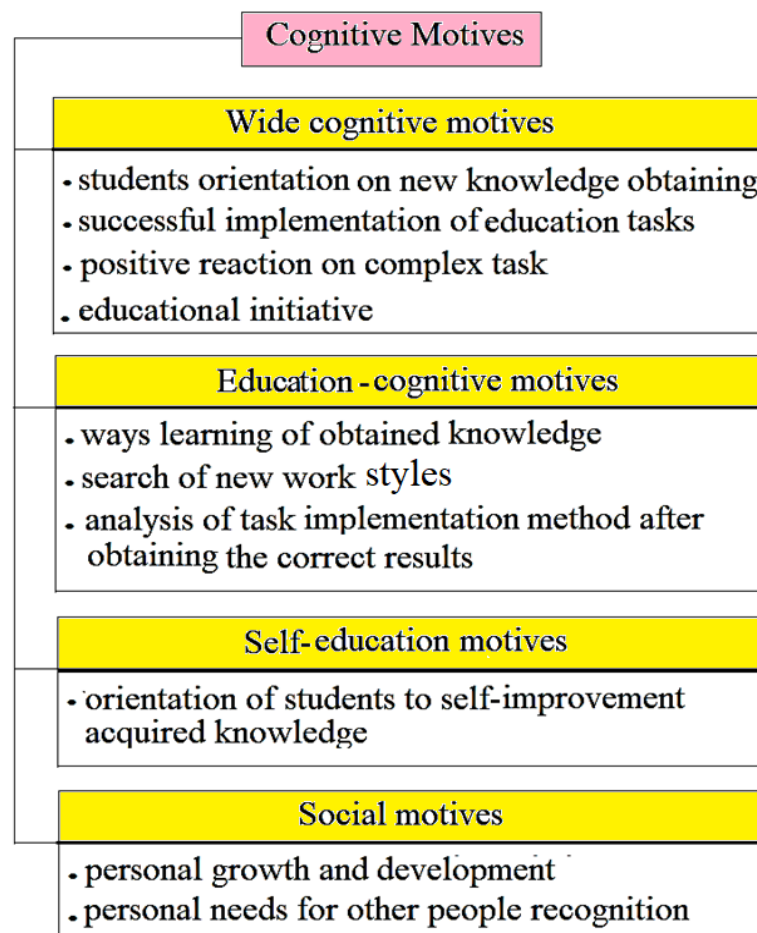 Cognitive Motives
Wide cognitive motives
• students orientation on new knowledge obtaining
• successful implementation of education tasks
• positive reaction on complex task
• educational initiative
Education-cognitive motives
• ways learning of obtained knowledge
• search of new work styles
• analysis of task implementation method after
obtaining the correct results
Self-education motives
• orientation of students to self-improvement
acquired knowledge
Social motives
• personal growth and development
• personal needs for other people recognition